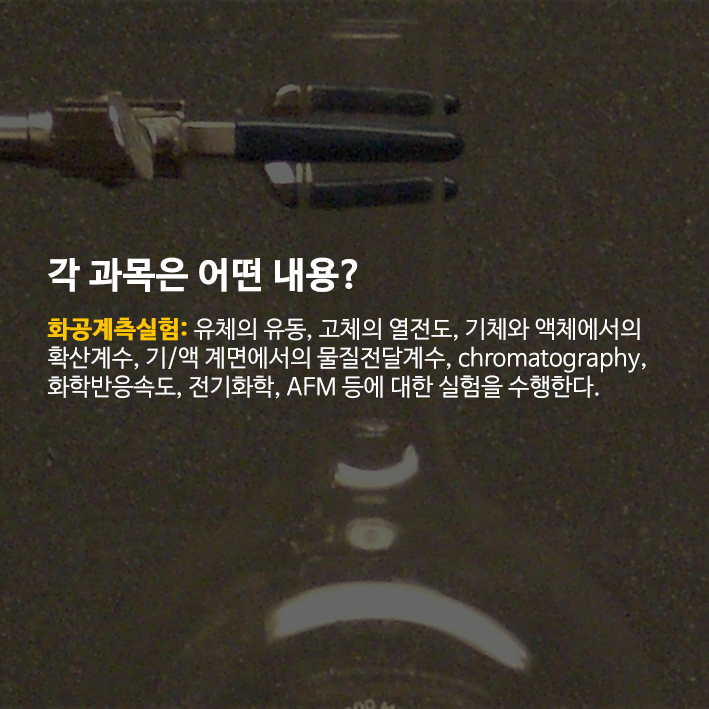 각 과목은 어떤 내용?
화공계측실험: 유체의 유동, 고체의 열전도, 기체와 액체에서의
확산계수, 기/액 계면에서의 물질전달계수, chromatography,
화학반응속도, 전기화학, AFM 등에 대한 실험을 수행한다.